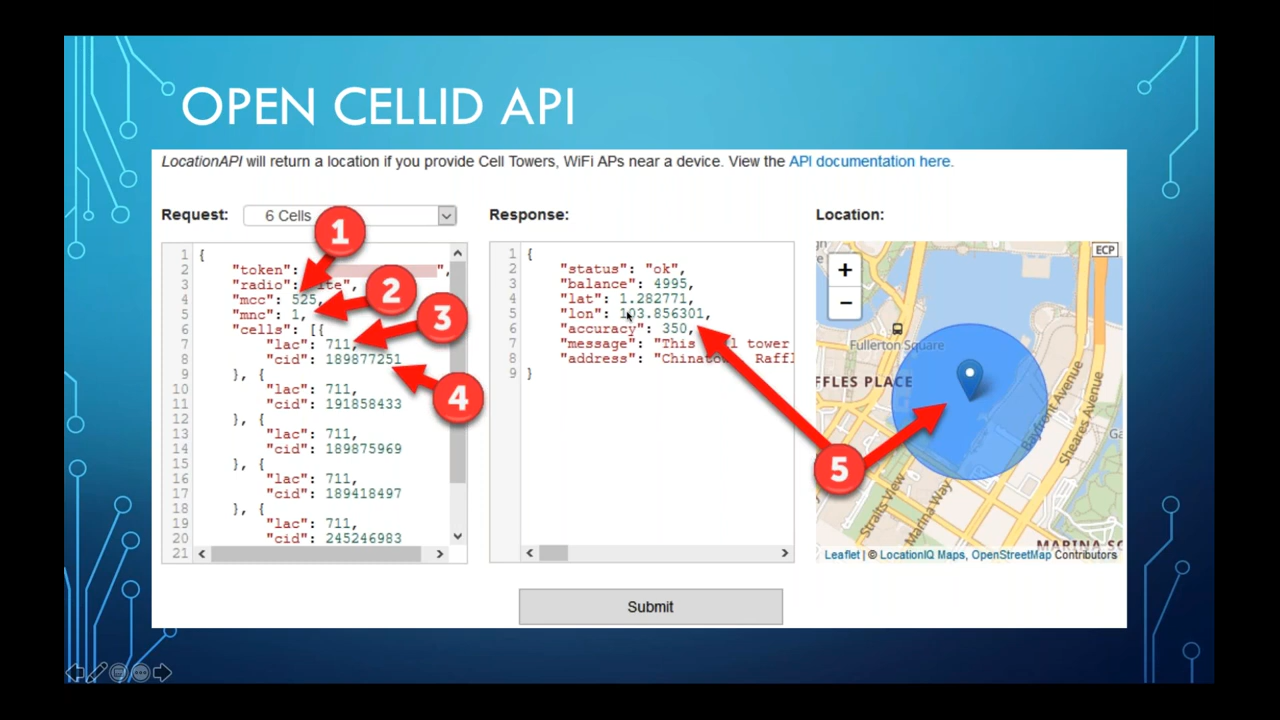 OPEN CELLID API
LocationAPI will return a location if you provide Cell Towers, WiFi APs near a device. View the API documentation here.
Request:
6 Cells
1 {
2 "token": ",
3 "radio": "lte",
4 "mcc": 525,
5 "mnc": 1,
6 "cells": [{
7 "lac": 711,
8 "cid": 189877251
9 }, {
10 "lac": 711,
11 "cid": 191858433
12 }, {
13 "lac": 711,
14 "cid": 189875969
15 }, {
16 "lac": 711,
17 "cid": 189418497
18 }, {
19 "lac": 711,
20 "cid": 245246983
21
1
2
3
4
Response:
1 {
2 "status": "ok",
3 "balance": 4995,
4 "lat": 1.282771,
5 "lon": 103.856301,
6 "accuracy": 350,
7 "message": "This tower
8 "address": "Chinatown Raffl
9 }
5
Location:
+
−
ECP
Fullerton Square
FFLES PLACE
Bayfront Avenue
Sheares Avenue
Straits View
Marina Way
MARINA SO
Leaflet | © LocationIQ Maps, OpenStreetMap Contributors
Submit